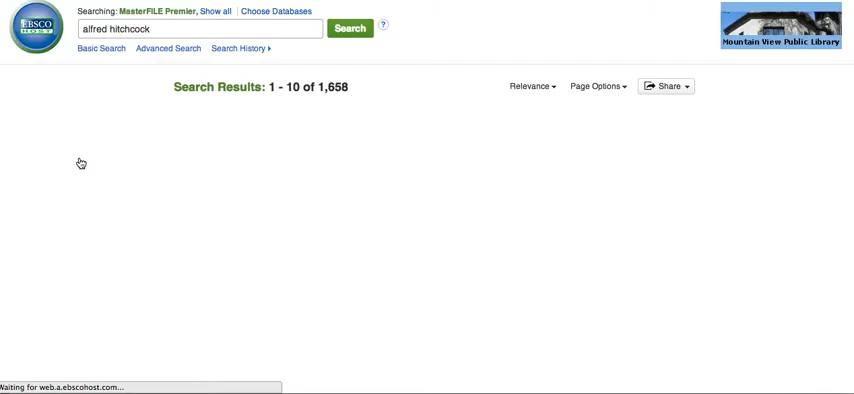 EBSCO
HOST
Searching: MasterFILE Premier, Show all | Choose Databases
alfred hitchcock
Search
?
Basic Search Advanced Search Search History
Mountain View Public Library
Search Results: 1 - 10 of 1,658
Relevance Page Options Share
Waiting for web.a.ebscohost.com...